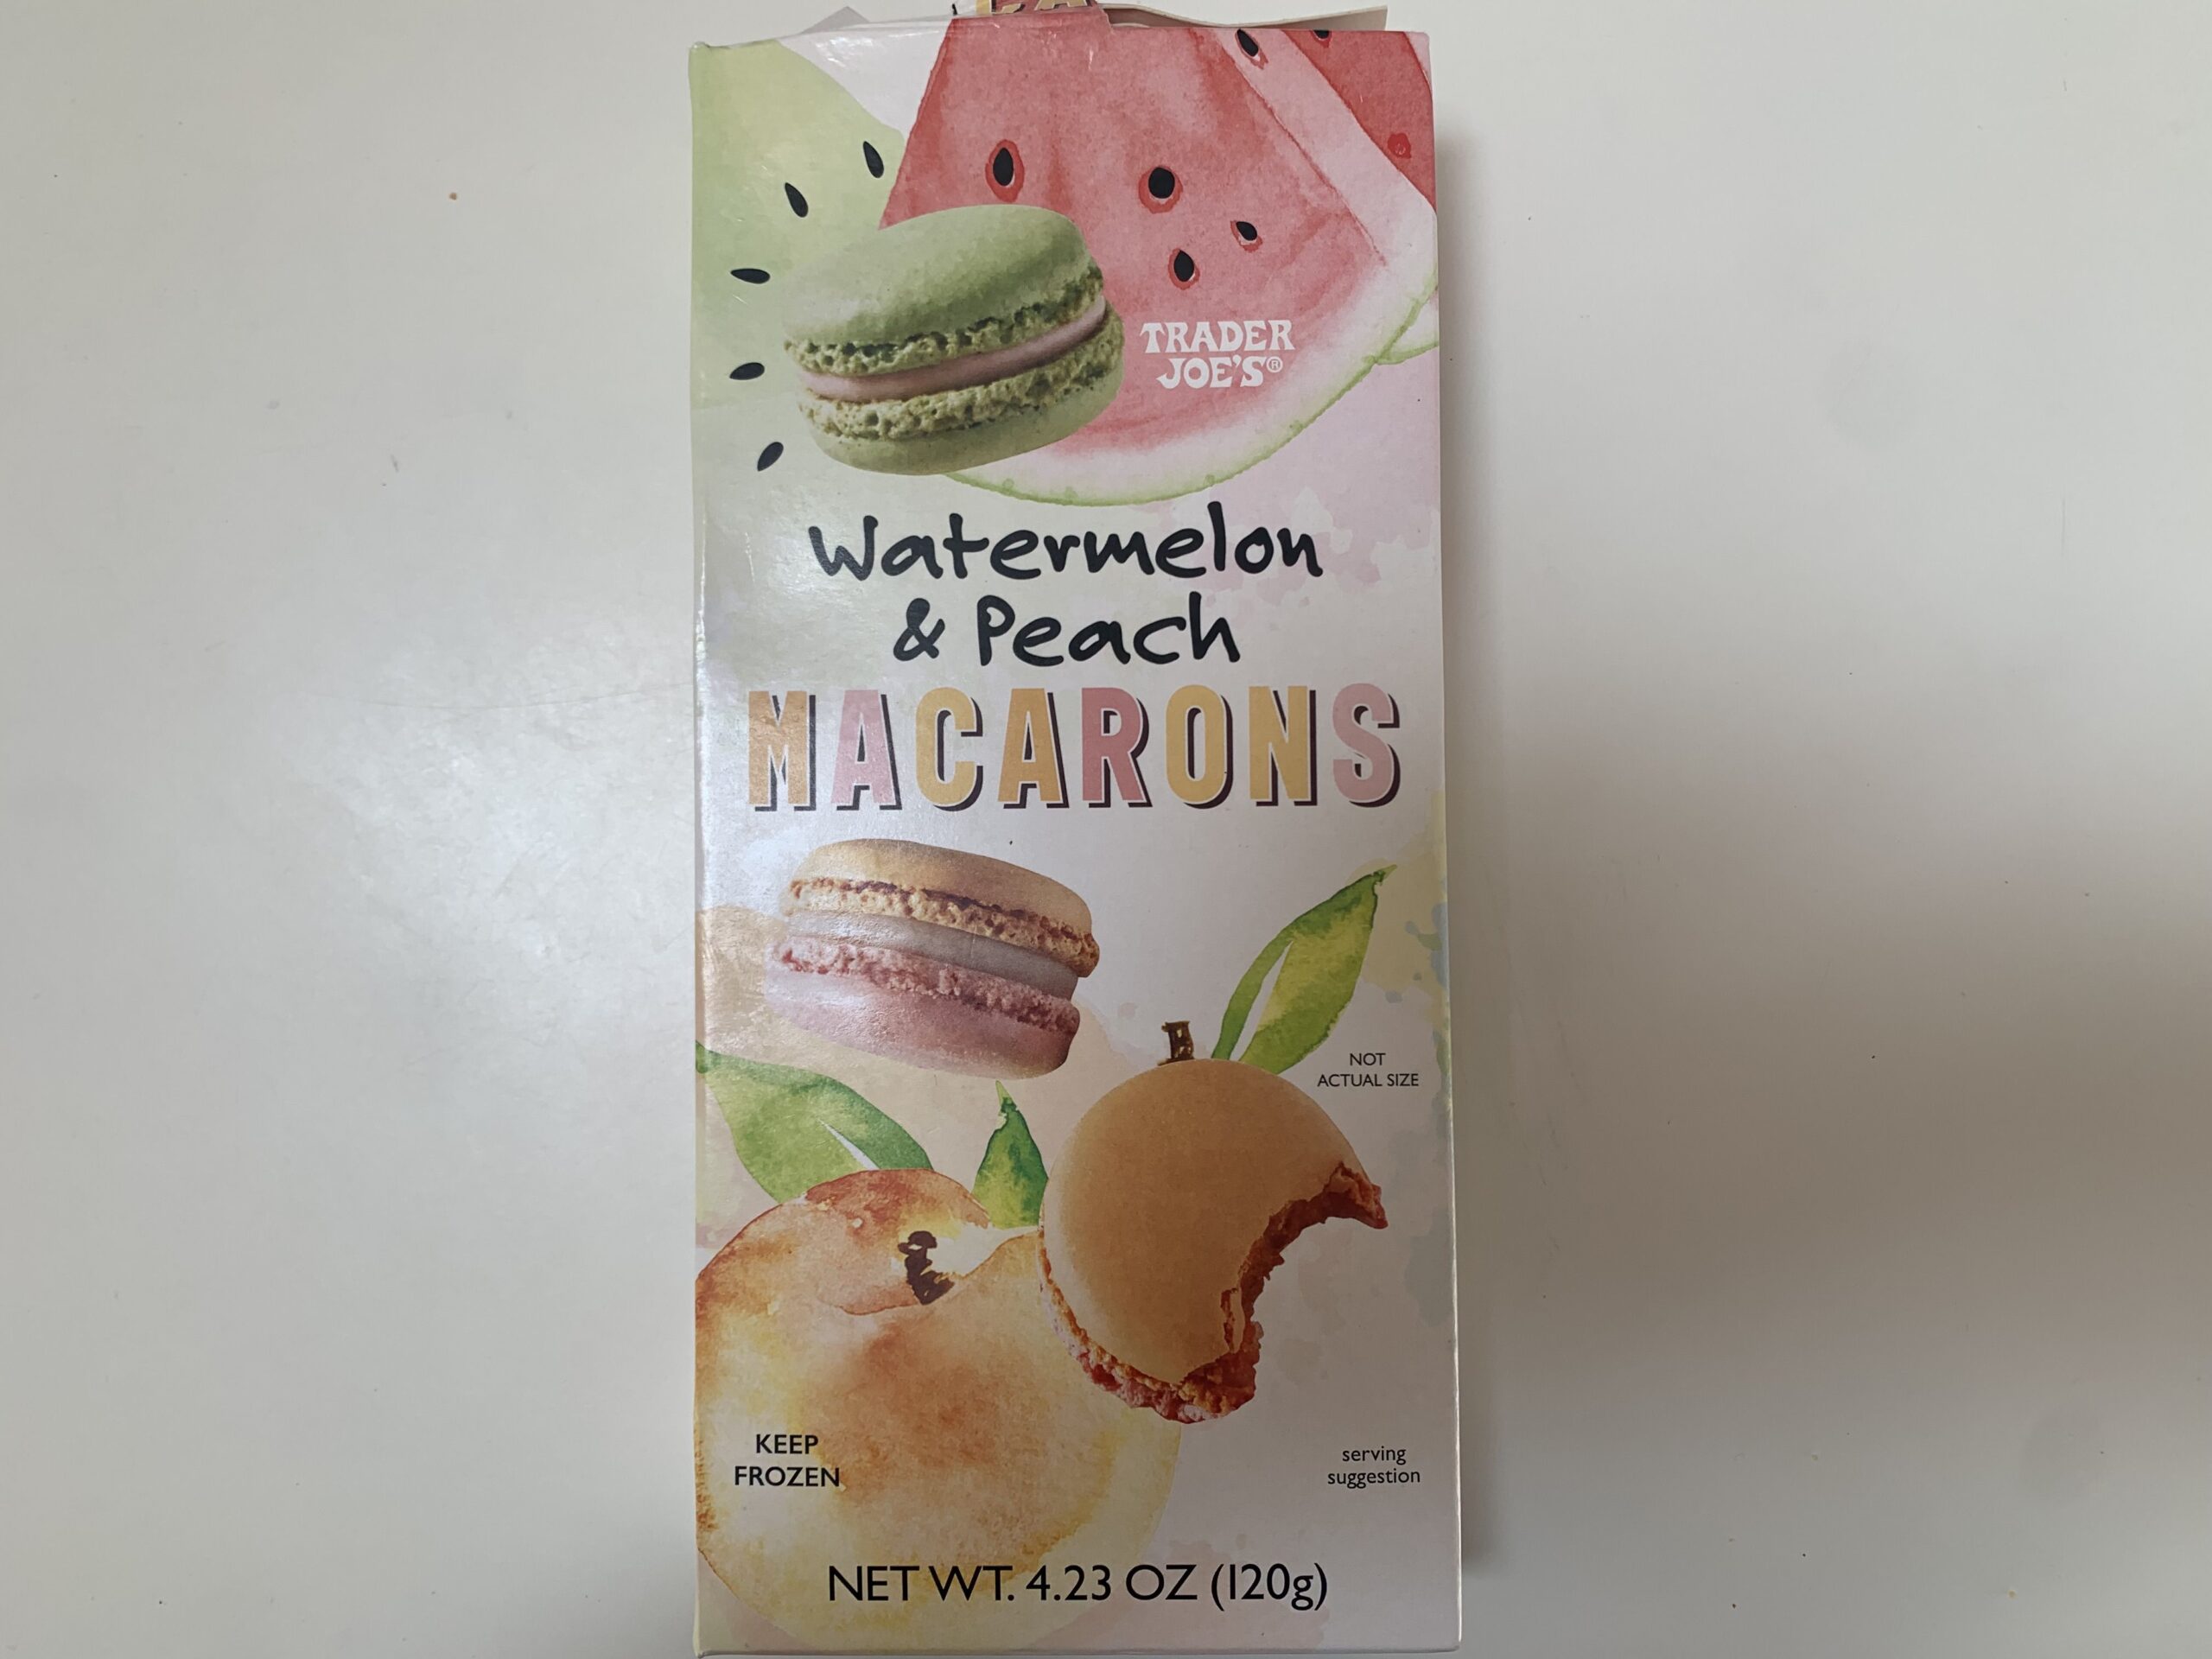 TRADER
JOE'S®
Watermelon
& Peach
MACARONS
NOT
ACTUAL SIZE
KEEP
FROZEN
serving
suggestion
NET WT. 4.23 OZ (120g)